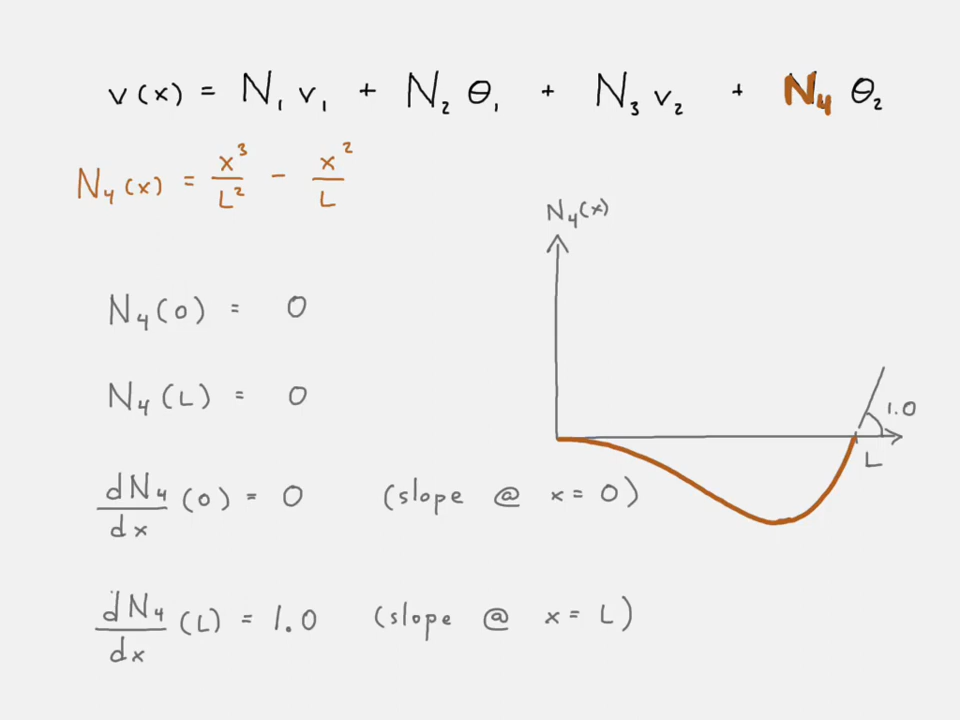 v(x) = N₁ v₁ + N₂ θ₁ + N₃ v₂ + N₄ θ₂
N₄(x) = x³/L² - x²/L
N₄(x)
N₄(0) = 0
N₄(L) = 0
1.0
L
dN₄/dx (0) = 0 (slope @ x = 0)
dN₄/dx (L) = 1.0 (slope @ x = L)